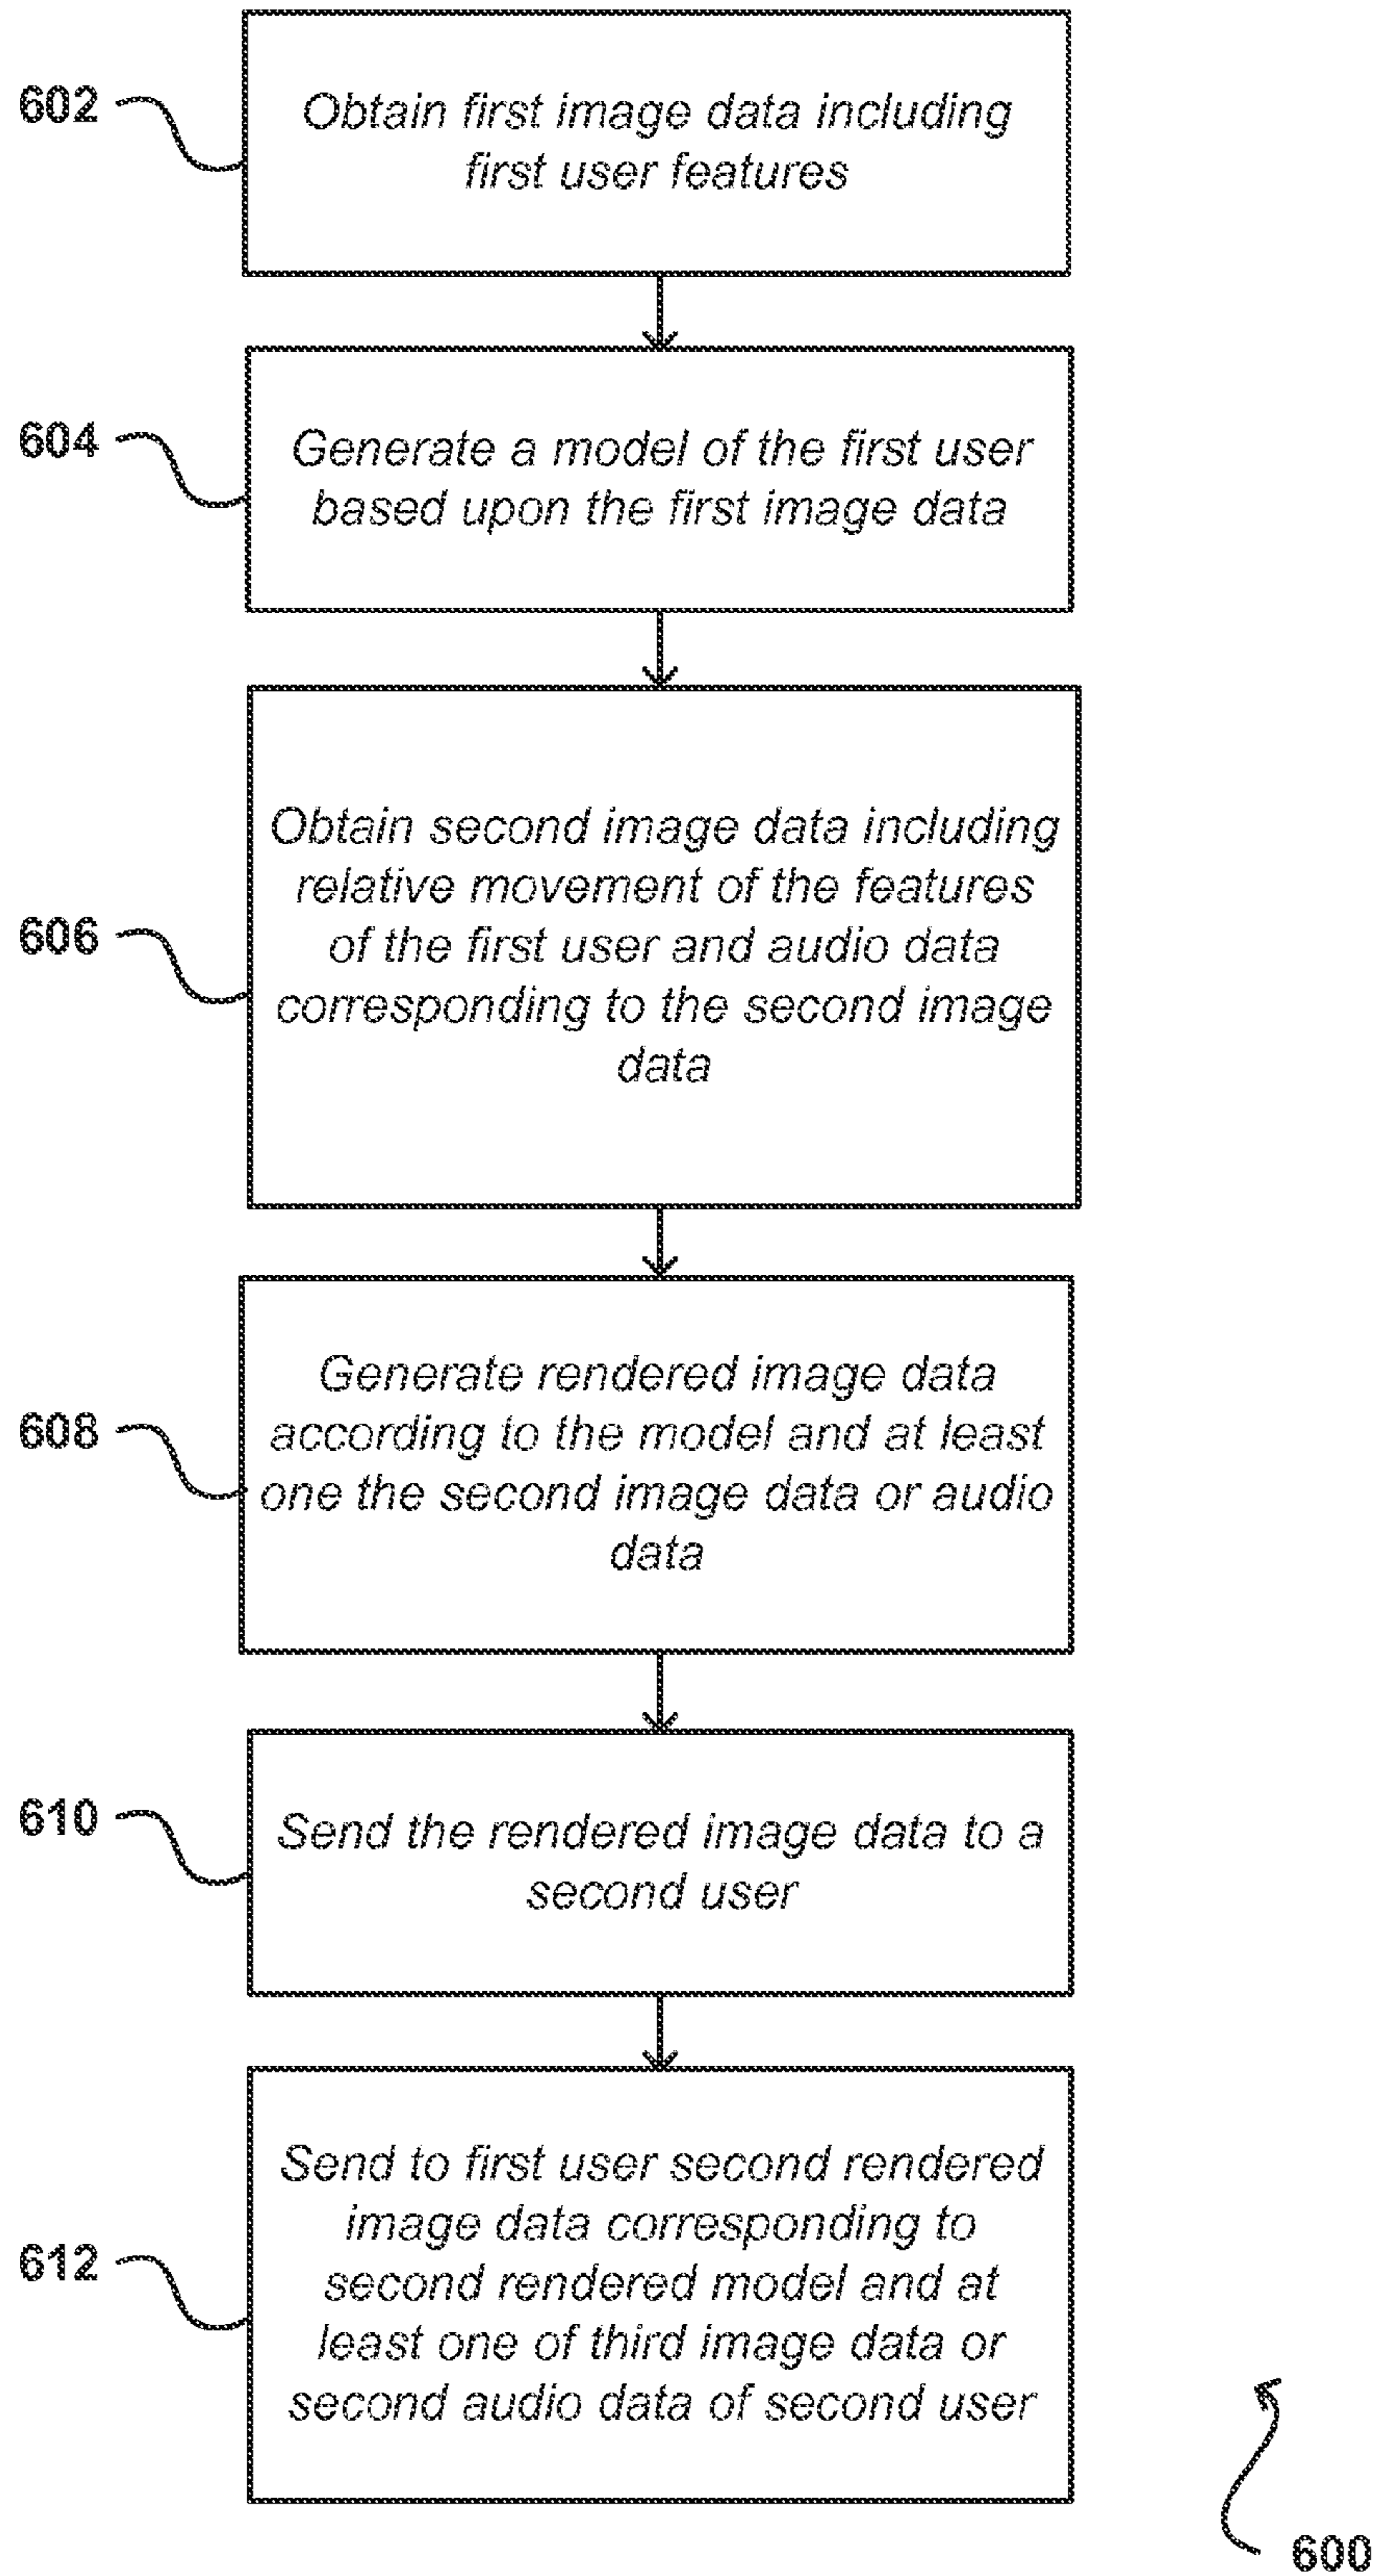 602
Obtain first image data including
first user features
604
Generate a model of the first user
based upon the first image data
606
Obtain second image data including
relative movement of the features
of the first user and audio data
corresponding to the second image
data
608
Generate rendered image data
according to the model and at least
one the second image data or audio
data
610
Send the rendered image data to a
second user
612
Send to first user second rendered
image data corresponding to
second rendered model and at
least one of third image data or
second audio data of second user
600